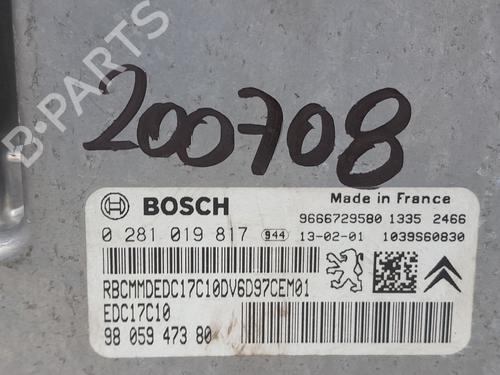 B-PARTS
200708
BOSCH
Made in France
9666729580 1335 2466
0 281 019 817 944 13-02-01 1039S60830
RBCMMDEDC17C10DV6D97CEM01
EDC17C10
98 059 473 80